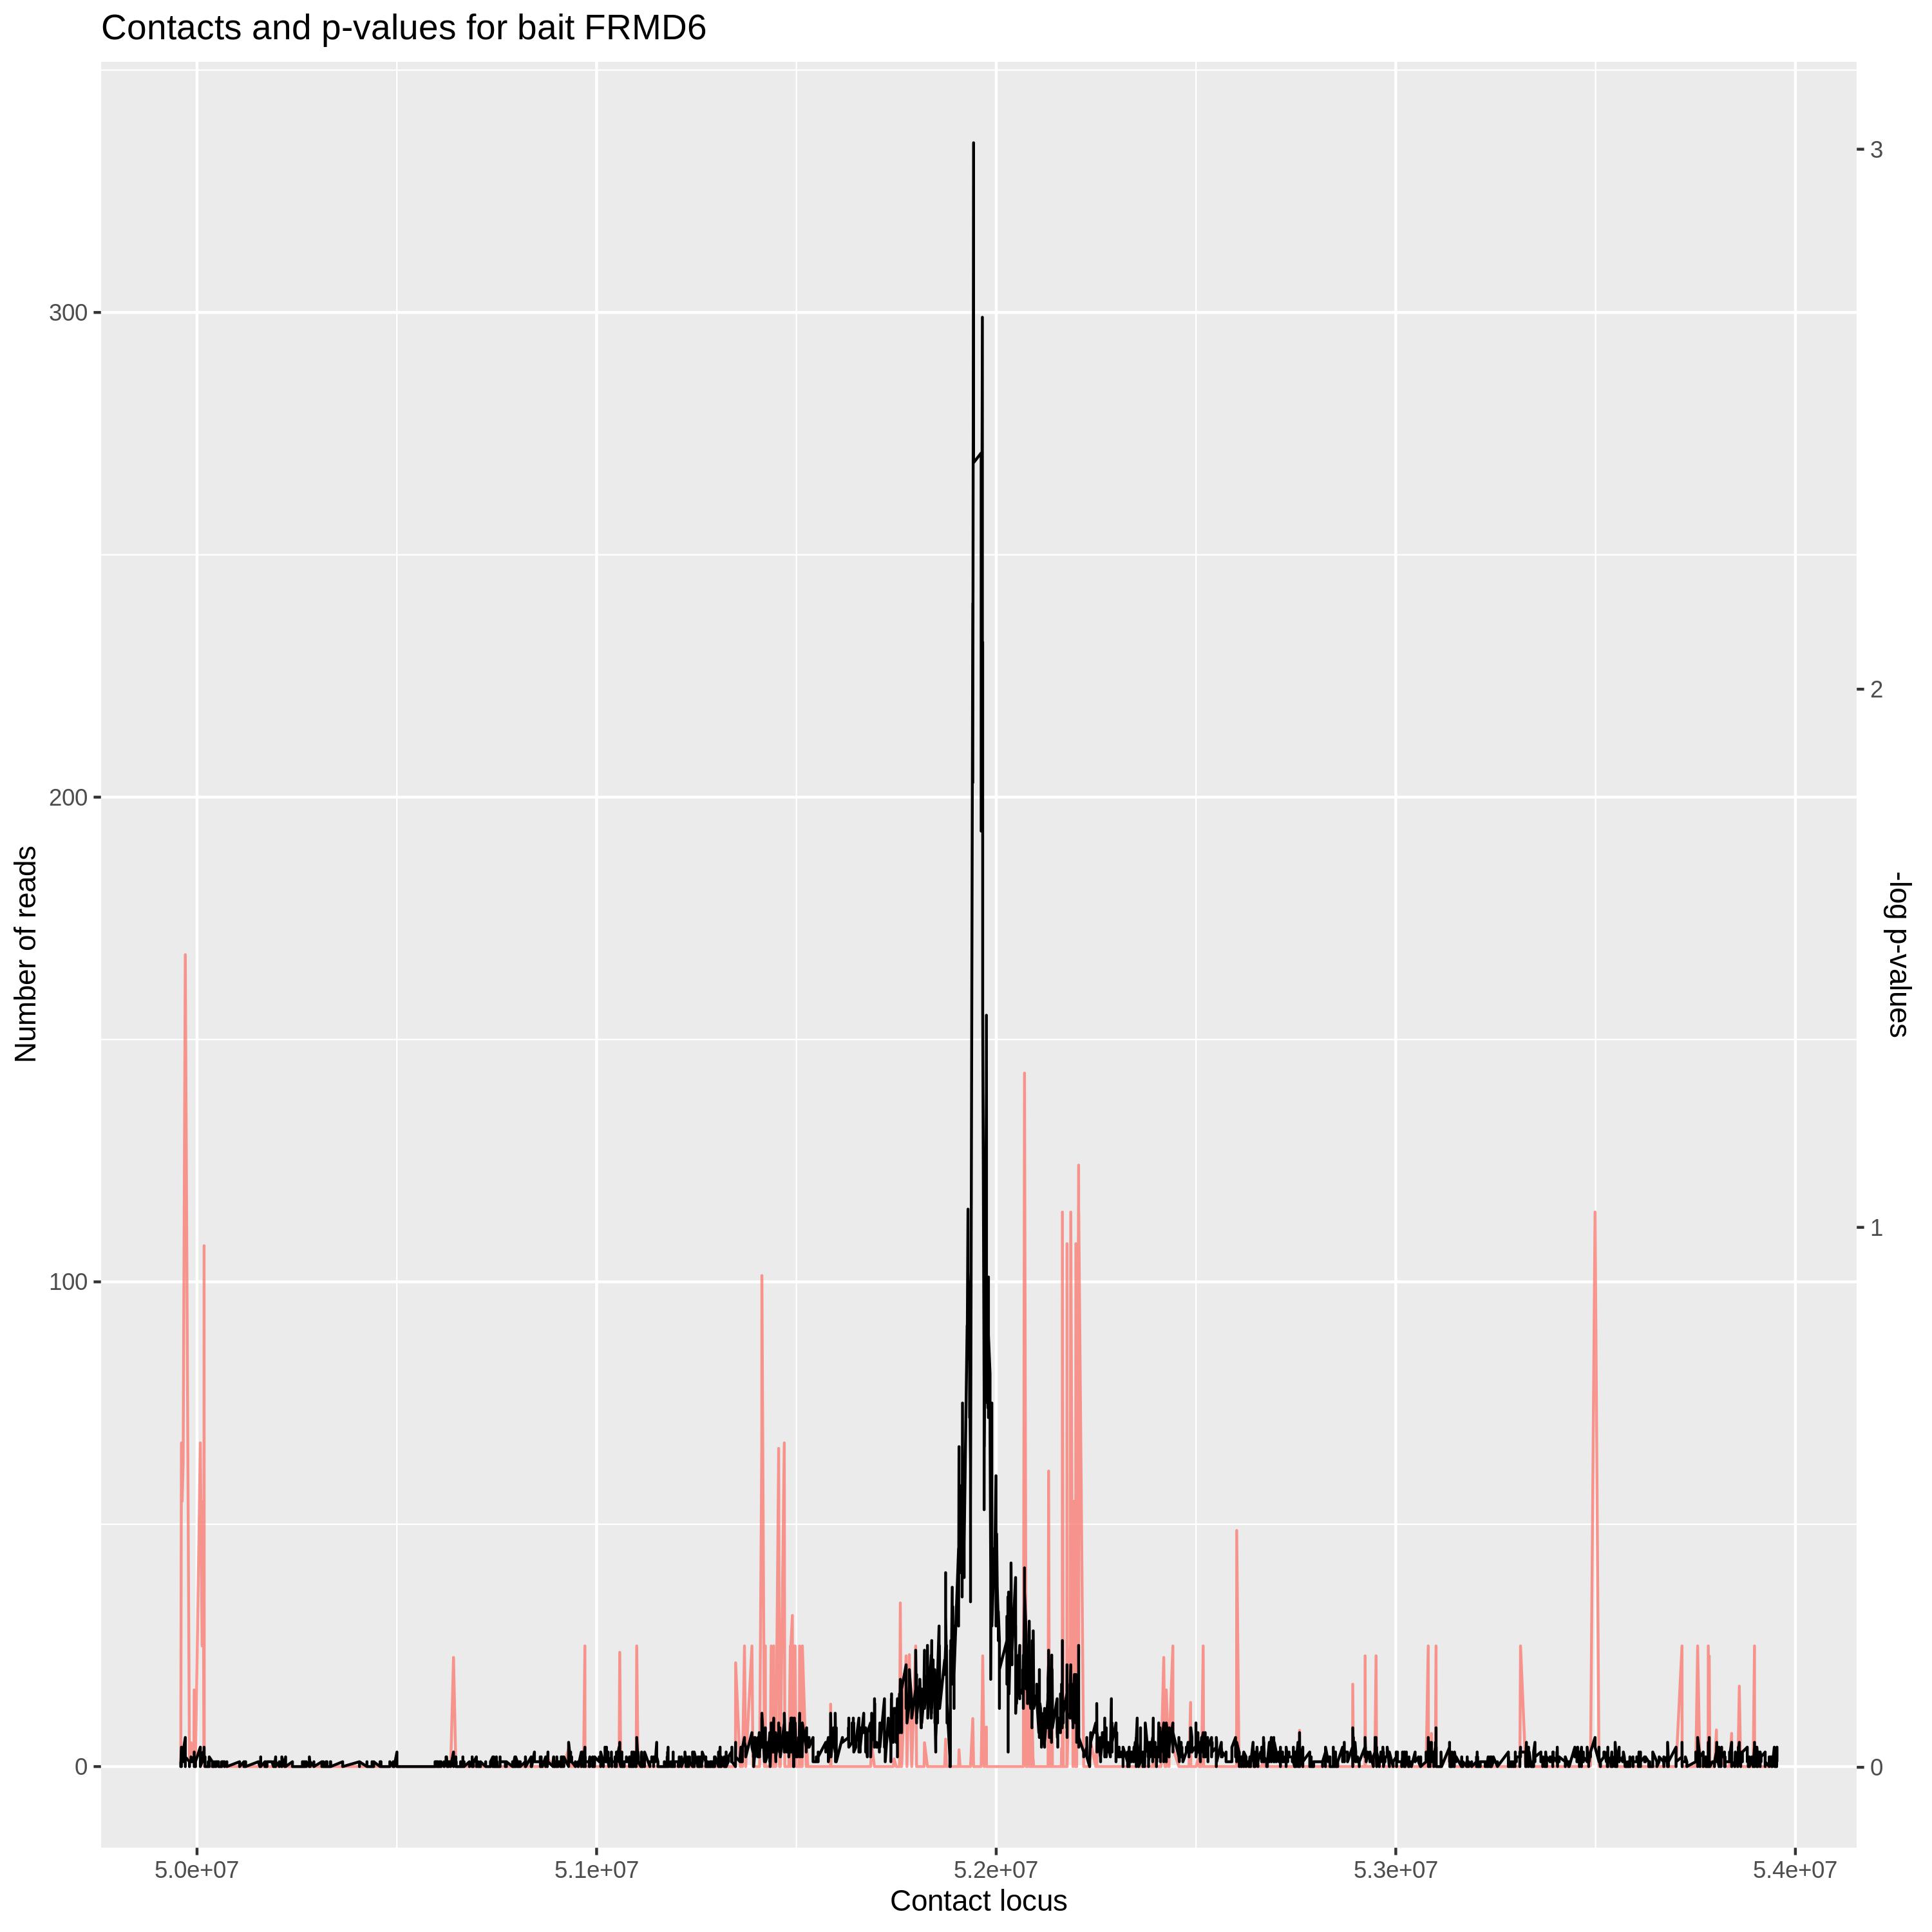 Contacts and p-values for bait FRMD6
Number of reads
300
200
100
0
3
2
1
0
-log p-values
5.0e+07 5.1e+07 5.2e+07 5.3e+07 5.4e+07
Contact locus